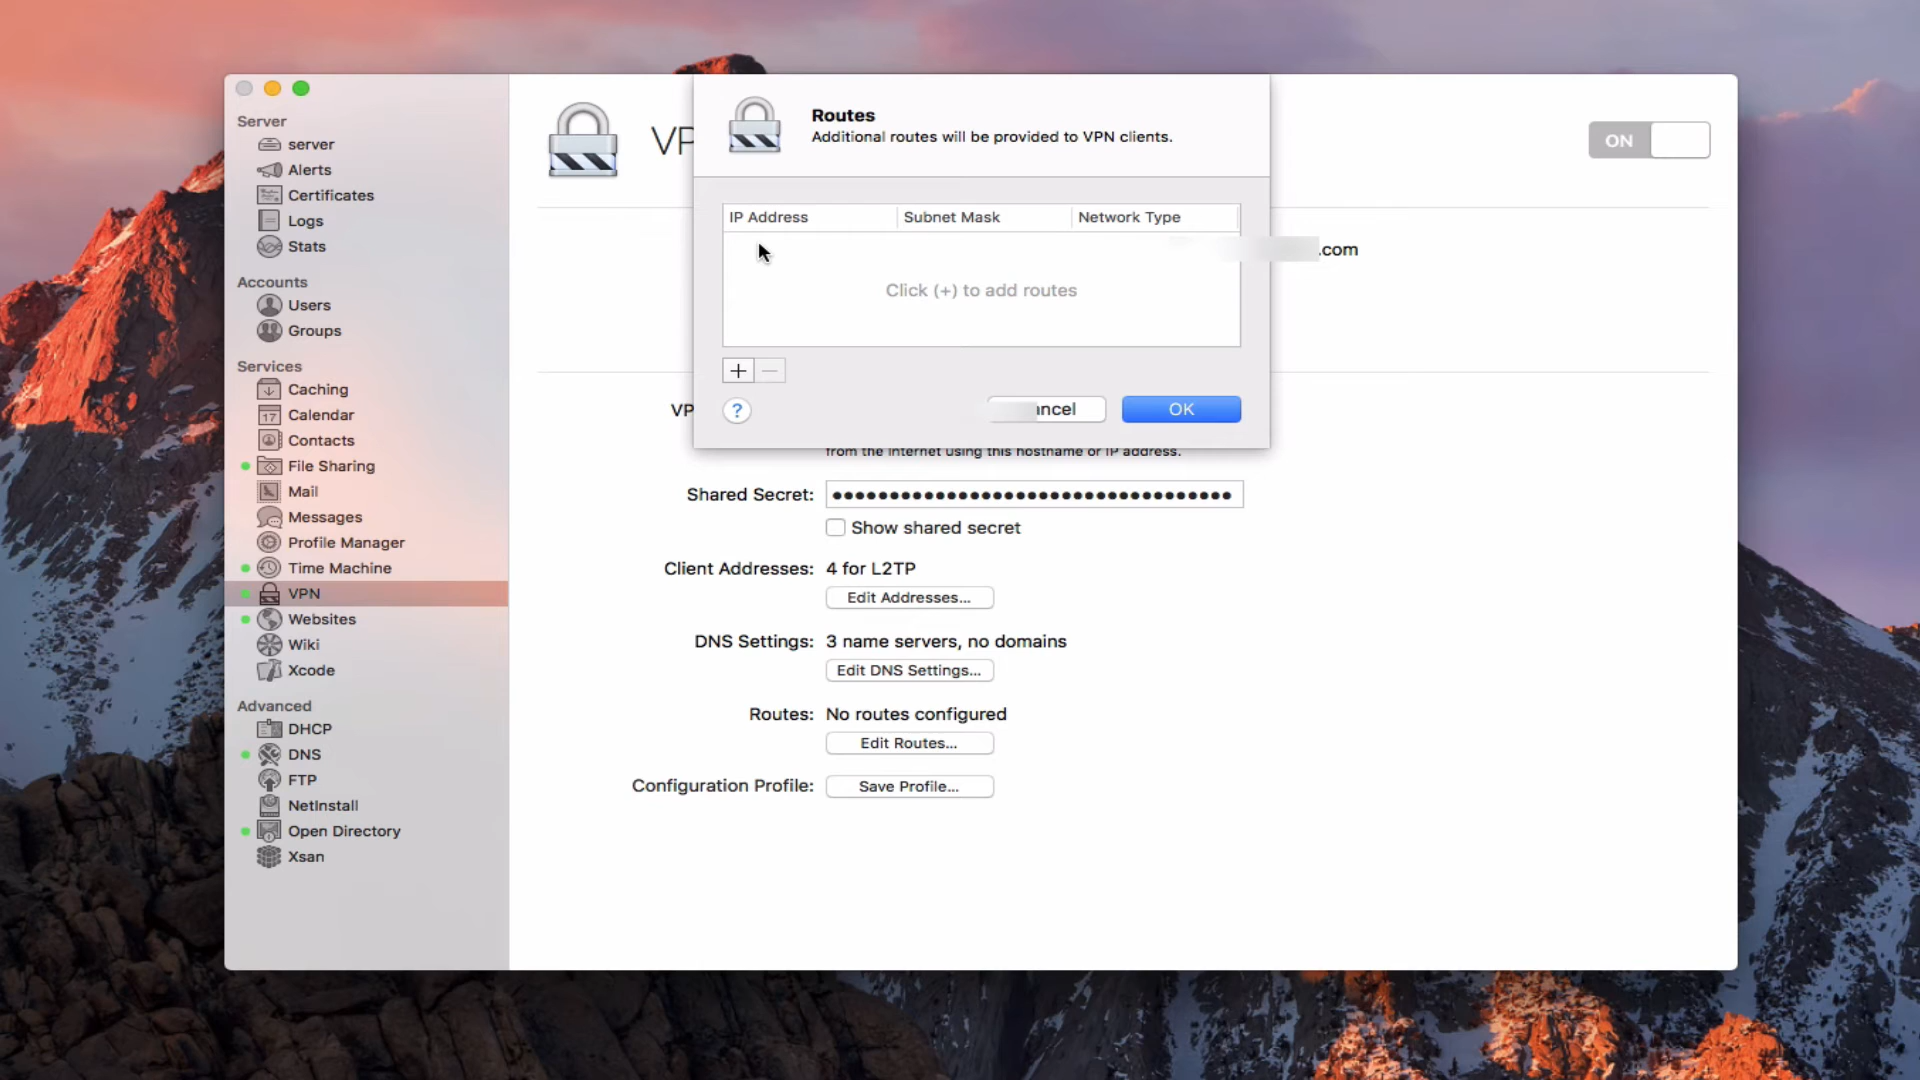 Server
server
Alerts
Certificates
Logs
Stats
Accounts
Users
Groups
Services
Caching
17 Calendar
Contacts
File Sharing
Mail
Messages
Profile Manager
Time Machine
VPN
Websites
Wiki
Xcode
Advanced
DHCP
DNS
FTP
NetInstall
Open Directory
Xsan
VP
ON
Routes
Additional routes will be provided to VPN clients.
IP Address Subnet Mask Network Type
Click (+) to add routes
.com
+ −
? ncel OK
VP
from the Internet using this hostname or IP address.
Shared Secret: ●●●●●●●●●●●●●●●●●●●●●●●●●●●●●●●●●●●
Show shared secret
Client Addresses: 4 for L2TP
Edit Addresses...
DNS Settings: 3 name servers, no domains
Edit DNS Settings...
Routes: No routes configured
Edit Routes...
Configuration Profile: Save Profile...